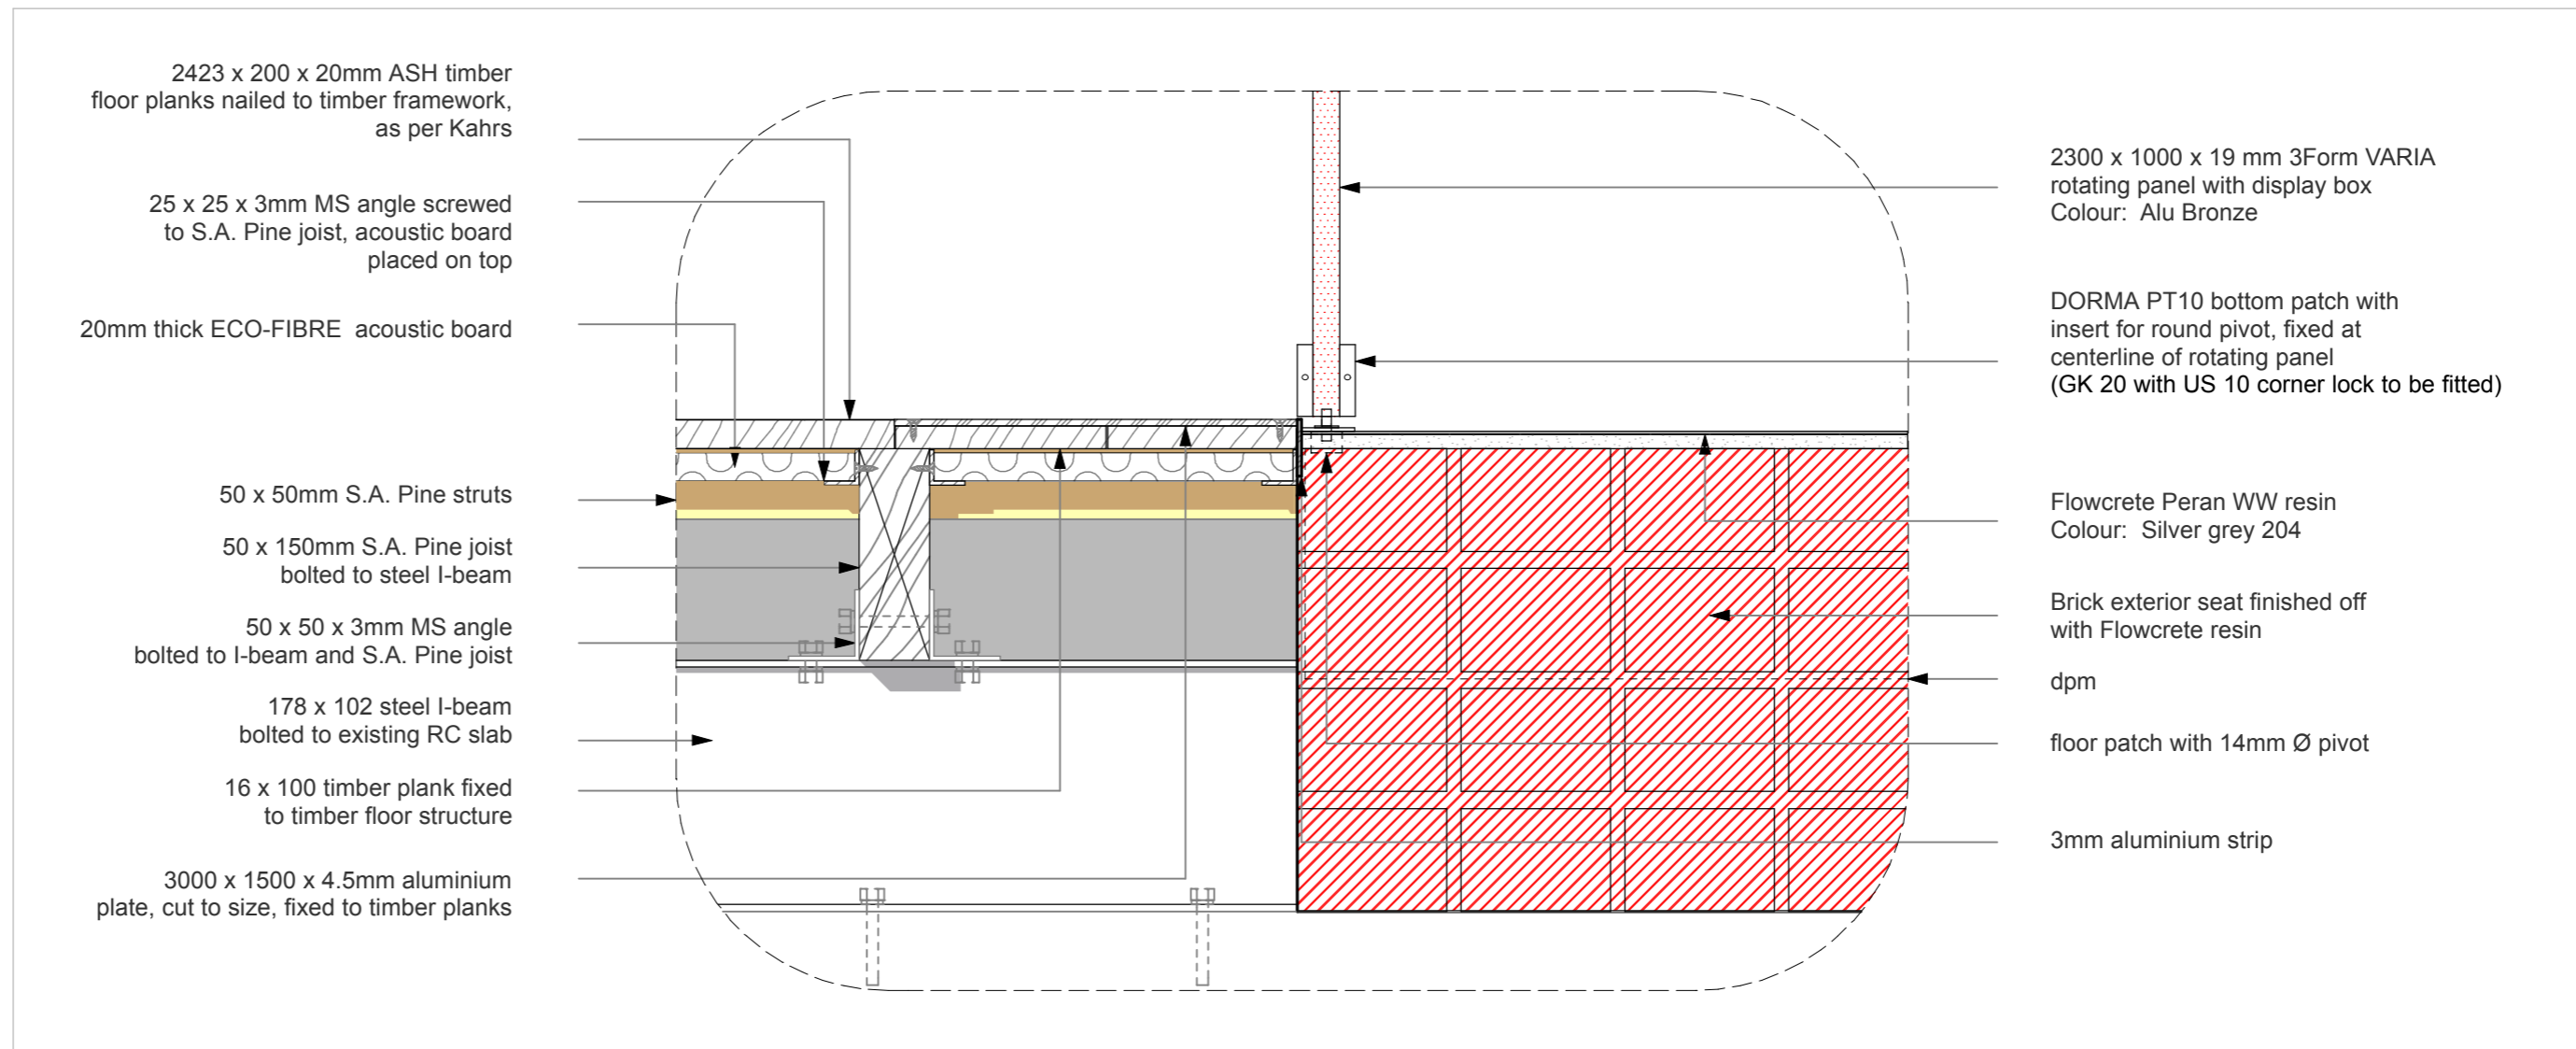 2423 x 200 x 20mm ASH timber
floor planks nailed to timber framework,
as per Kahrs
25 x 25 x 3mm MS angle screwed
to S.A. Pine joist, acoustic board
placed on top
20mm thick ECO-FIBRE  acoustic board
50 x 50mm S.A. Pine struts
50 x 150mm S.A. Pine joist
bolted to steel I-beam
50 x 50 x 3mm MS angle
bolted to I-beam and S.A. Pine joist
178 x 102 steel I-beam
bolted to existing RC slab
16 x 100 timber plank fixed
to timber floor structure
3000 x 1500 x 4.5mm aluminium
plate, cut to size, fixed to timber planks
2300 x 1000 x 19 mm 3Form VARIA
rotating panel with display box
Colour:  Alu Bronze
DORMA PT10 bottom patch with
insert for round pivot, fixed at
centerline of rotating panel
(GK 20 with US 10 corner lock to be fitted)
Flowcrete Peran WW resin
Colour:  Silver grey 204
Brick exterior seat finished off
with Flowcrete resin
dpm
floor patch with 14mm Ø pivot
3mm aluminium strip